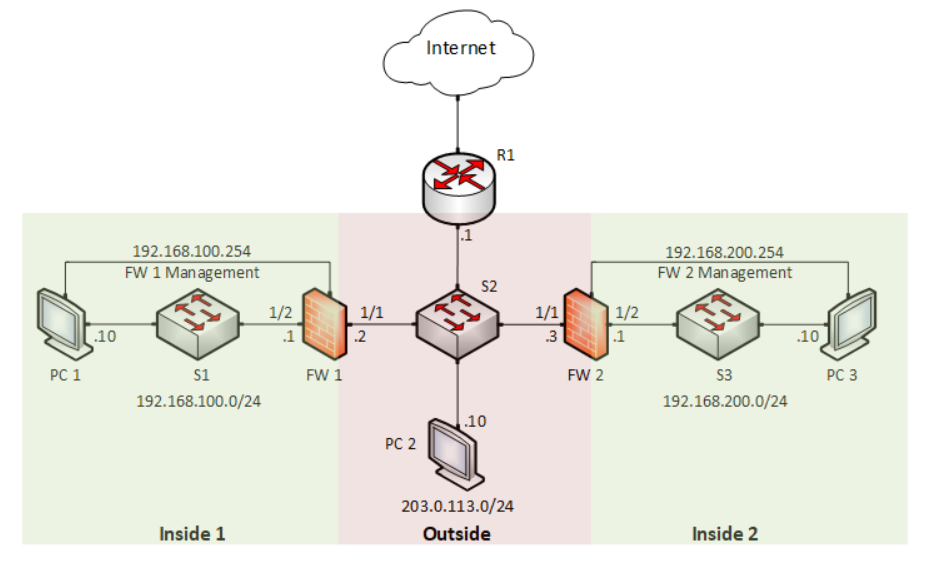 Internet
R1
.1
192.168.100.254
FW 1 Management
192.168.200.254
FW 2 Management
S2
1/2
1/1
1/1
1/2
.10
.1
.2
.3
.1
.10
PC 1
S1
FW 1
FW 2
S3
PC 3
192.168.100.0/24
192.168.200.0/24
.10
PC 2
203.0.113.0/24
Inside 1
Outside
Inside 2